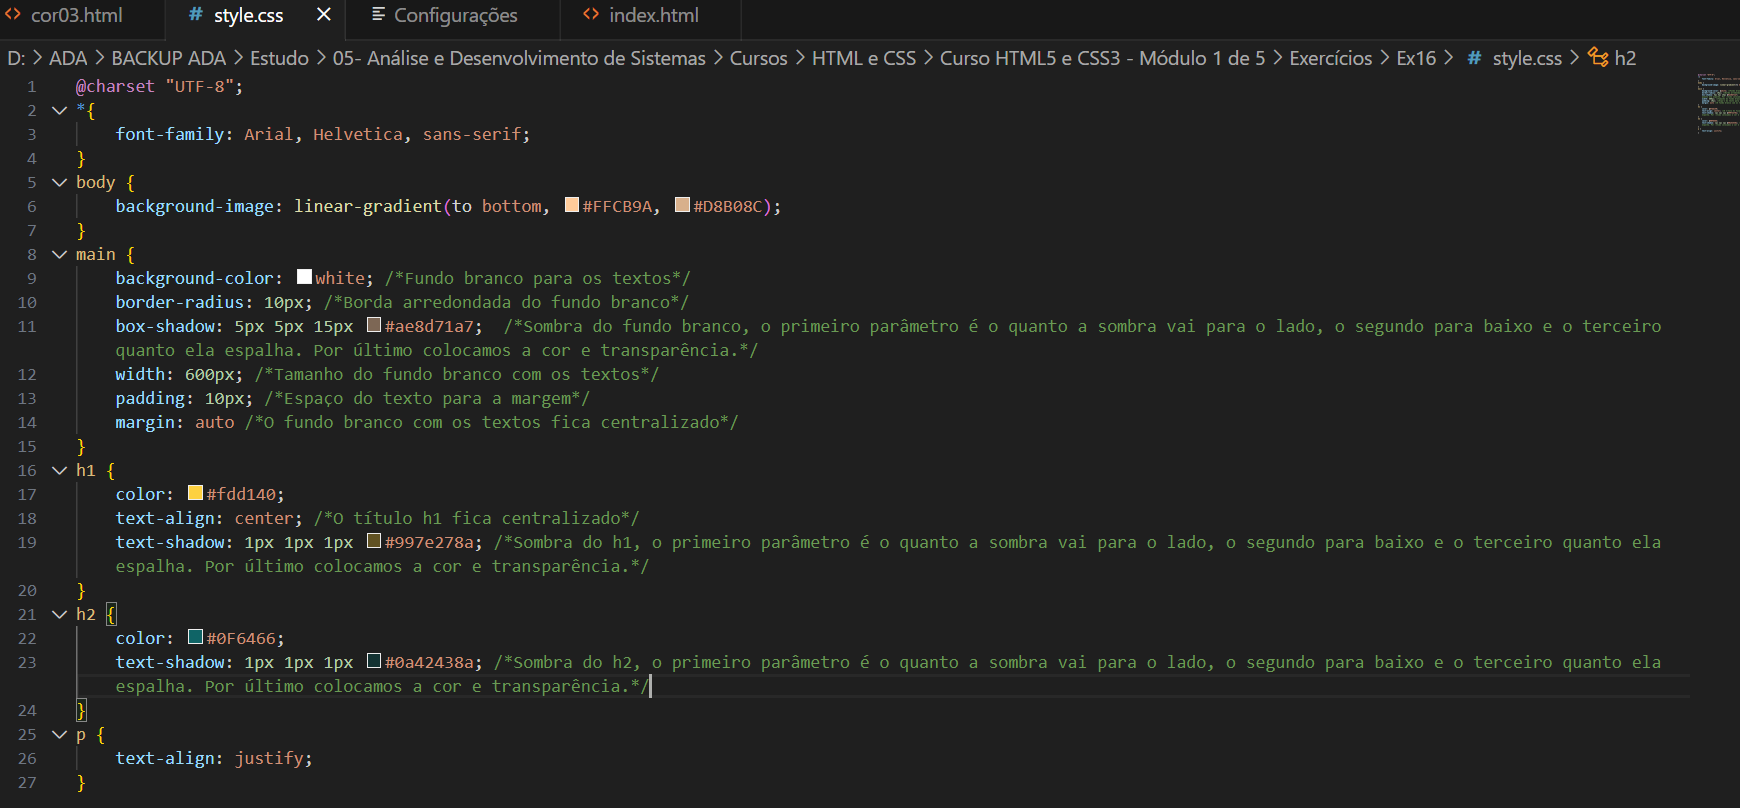 cor03.html
# style.css
Configurações
index.html
D: > ADA > BACKUP ADA > Estudo > 05- Análise e Desenvolvimento de Sistemas > Cursos > HTML e CSS > Curso HTML5 e CSS3 - Módulo 1 de 5 > Exercícios > Ex16 > # style.css > h2
1 @charset "UTF-8";
2 *{
3 font-family: Arial, Helvetica, sans-serif;
4 }
5 body {
6 background-image: linear-gradient(to bottom, #FFCB9A, #D8B08C);
7 }
8 main {
9 background-color: white; /*Fundo branco para os textos*/
10 border-radius: 10px; /*Borda arredondada do fundo branco*/
11 box-shadow: 5px 5px 15px #ae8d71a7;  /*Sombra do fundo branco, o primeiro parâmetro é o quanto a sombra vai para o lado, o segundo para baixo e o terceiro
quanto ela espalha. Por último colocamos a cor e transparência.*/
12 width: 600px; /*Tamanho do fundo branco com os textos*/
13 padding: 10px; /*Espaço do texto para a margem*/
14 margin: auto /*O fundo branco com os textos fica centralizado*/
15 }
16 h1 {
17 color: #fdd140;
18 text-align: center; /*O título h1 fica centralizado*/
19 text-shadow: 1px 1px 1px #997e278a; /*Sombra do h1, o primeiro parâmetro é o quanto a sombra vai para o lado, o segundo para baixo e o terceiro quanto ela
espalha. Por último colocamos a cor e transparência.*/
20 }
21 h2 {
22 color: #0F6466;
23 text-shadow: 1px 1px 1px #0a42438a; /*Sombra do h2, o primeiro parâmetro é o quanto a sombra vai para o lado, o segundo para baixo e o terceiro quanto ela
espalha. Por último colocamos a cor e transparência.*/
24 }
25 p {
26 text-align: justify;
27 }